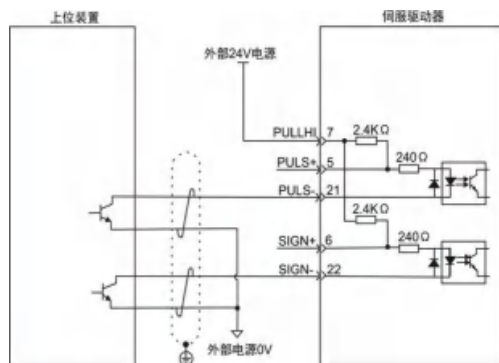 上位装置
伺服驱动器
外部24V电源
PULLHI 7
2.4KΩ
PULS+ 5
240Ω
PULS- 21
2.4KΩ
SIGN+ 6
240Ω
SIGN- 22
外部电源0V